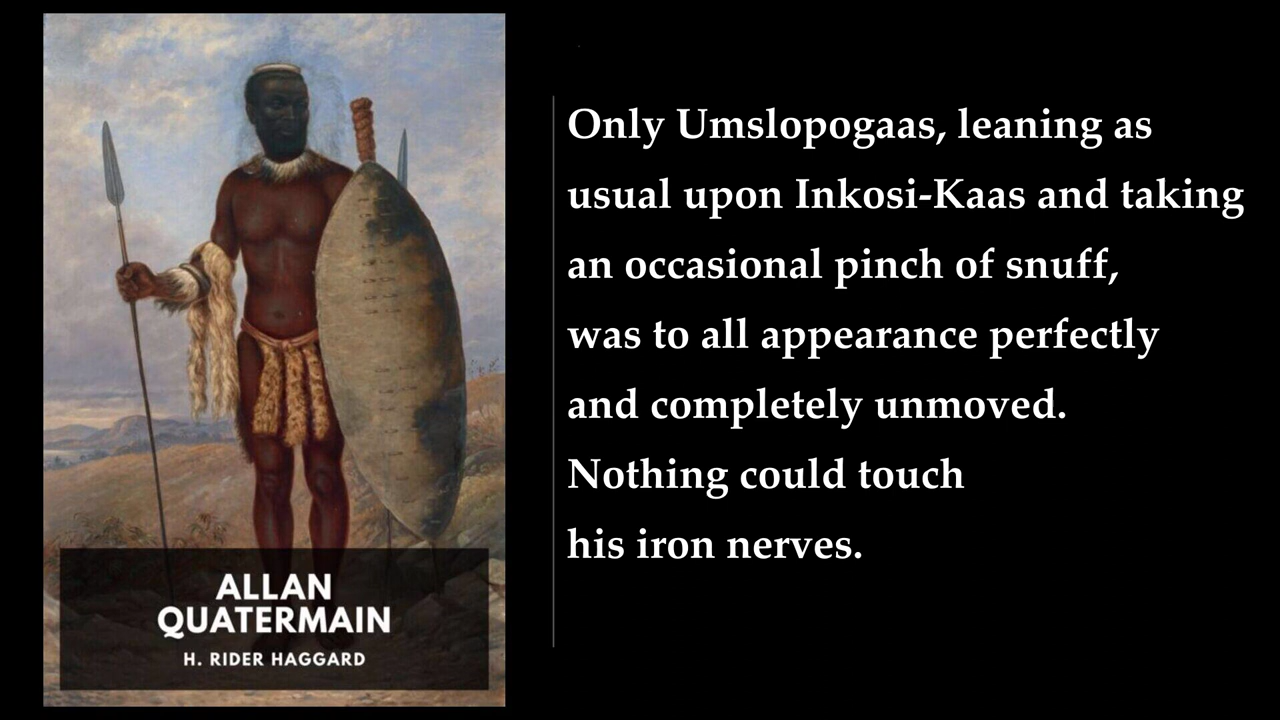 Only Umslopogaas, leaning as
usual upon Inkosi-Kaas and taking
an occasional pinch of snuff,
was to all appearance perfectly
and completely unmoved.
Nothing could touch
his iron nerves.
ALLAN
QUATERMAIN
H. RIDER HAGGARD